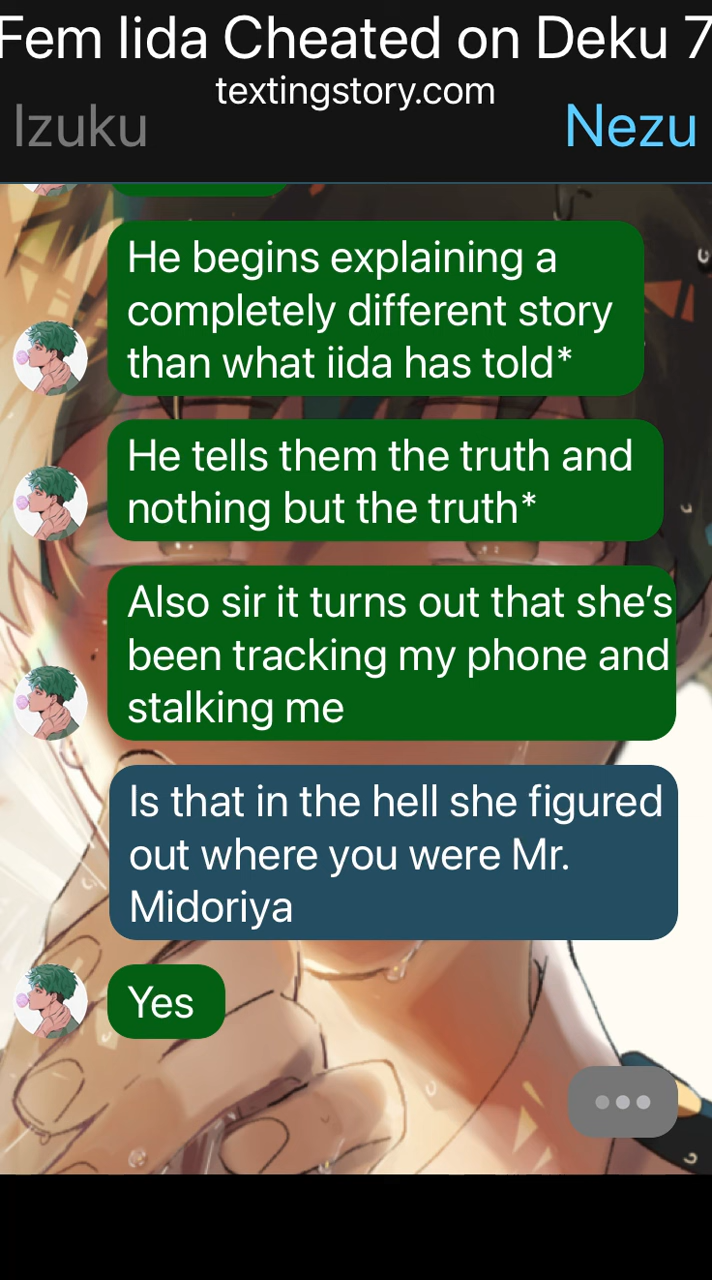 Fem Iida Cheated on Deku 7
textingstory.com
Izuku
Nezu
He begins explaining a
completely different story
than what iida has told*
He tells them the truth and
nothing but the truth*
Also sir it turns out that she’s
been tracking my phone and
stalking me
Is that in the hell she figured
out where you were Mr.
Midoriya
Yes